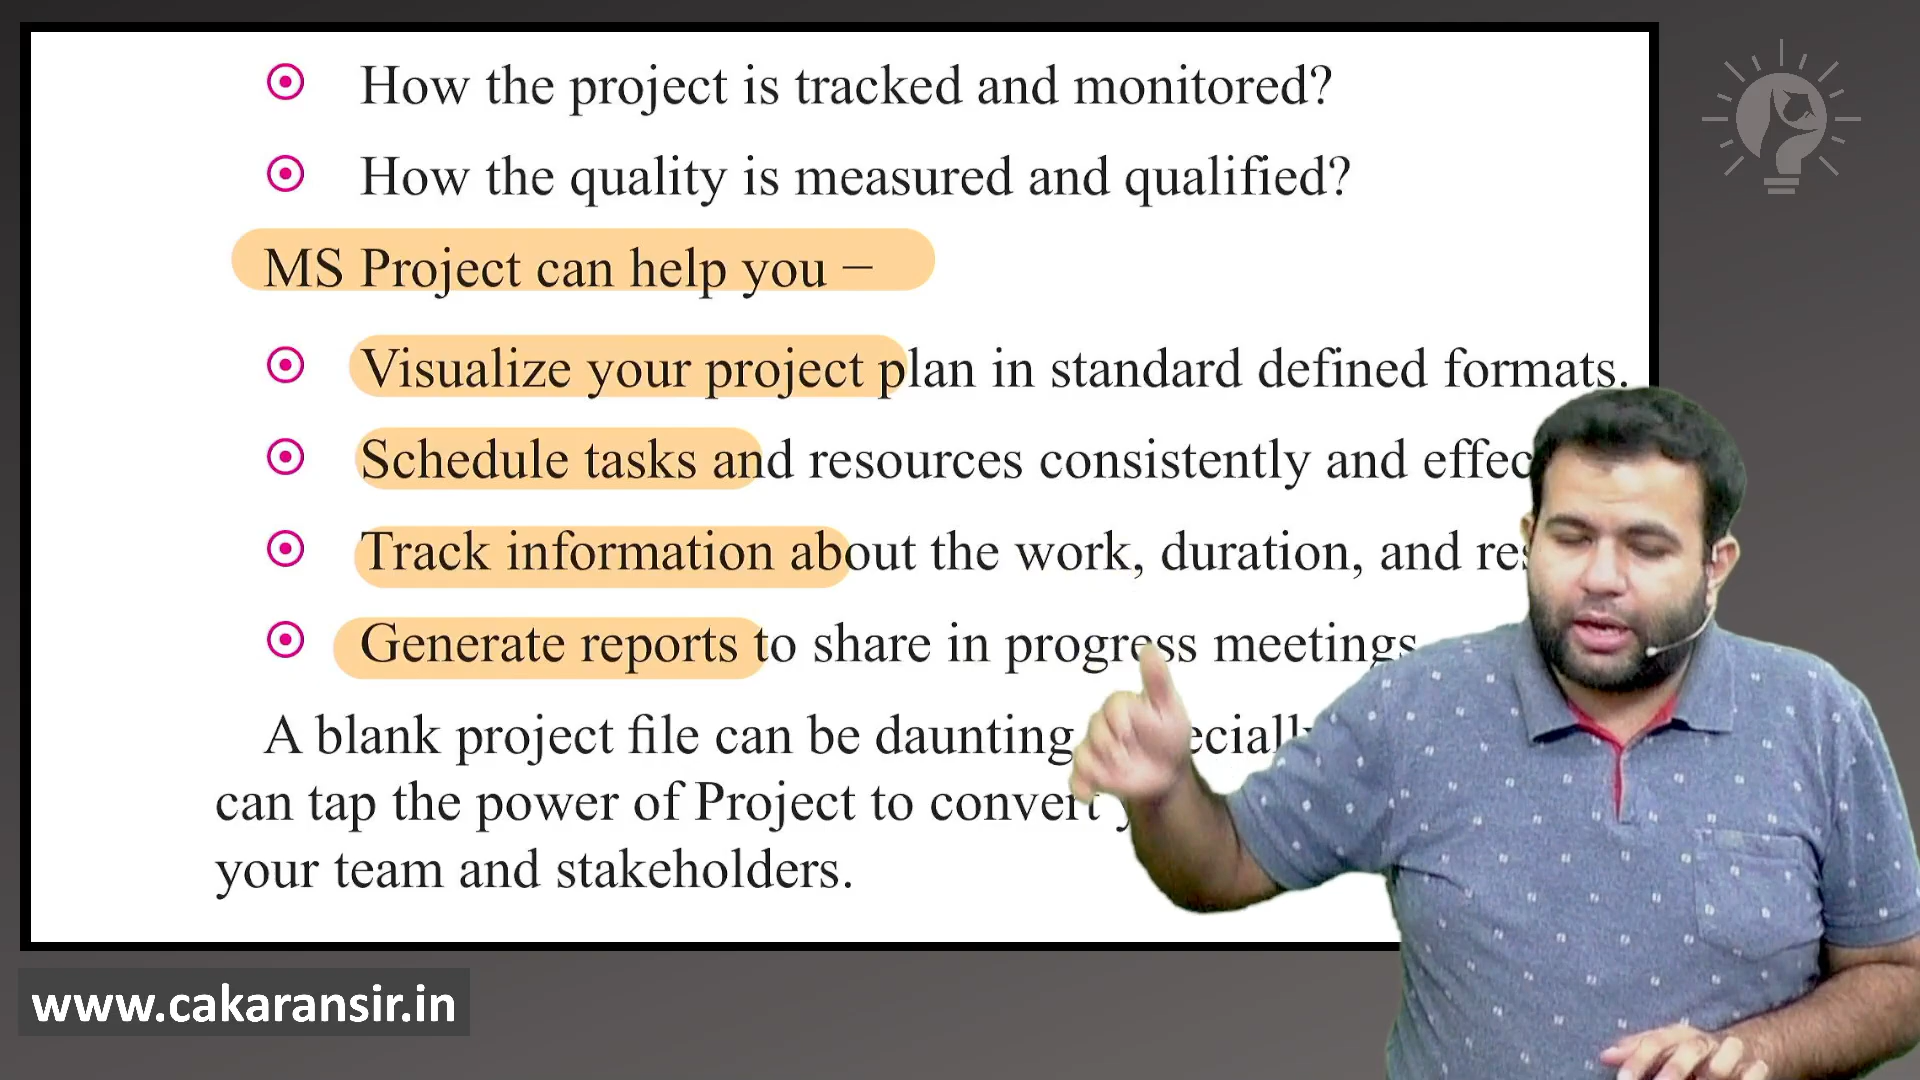 How the project is tracked and monitored?
How the quality is measured and qualified?
MS Project can help you –
Visualize your project plan in standard defined formats.
Schedule tasks and resources consistently and
Track information about the work, duration, and
Generate reports to share in progress meetings
A blank project file can be daunting
can tap the power of Project to convert
your team and stakeholders.
www.cakaransir.in